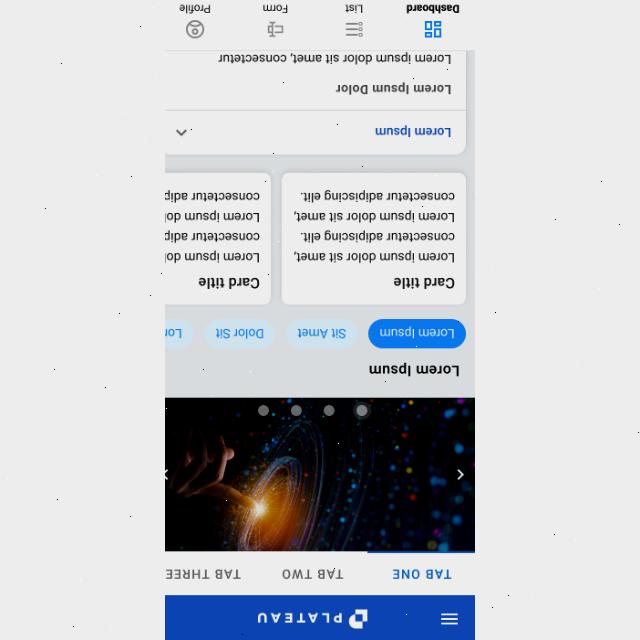 PLATEAU
TAB ONE
TAB TWO
TAB THREE
Lorem Ipsum
Lorem Ipsum
Sit Amet
Dolor Sit
Lor
Card title
Lorem ipsum dolor sit amet,
consectetur adipiscing elit.
Lorem ipsum dolor sit amet,
consectetur adipiscing elit.
Card title
Lorem ipsum dol
consectetur adip
Lorem ipsum dol
consectetur adip
Lorem Ipsum
Lorem Ipsum Dolor
Lorem ipsum dolor sit amet, consectetur
Dashboard
List
Form
Profile